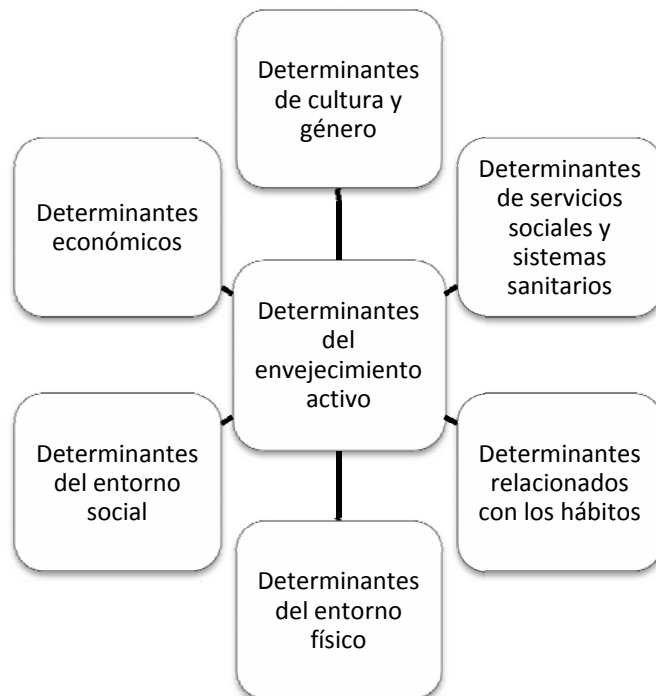 Determinantes
de cultura y
género
Determinantes
económicos
Determinantes
de servicios
sociales y
sistemas
sanitarios
Determinantes
del
envejecimiento
activo
Determinantes
del entorno
social
Determinantes
relacionados
con los hábitos
Determinantes
del entorno
físico